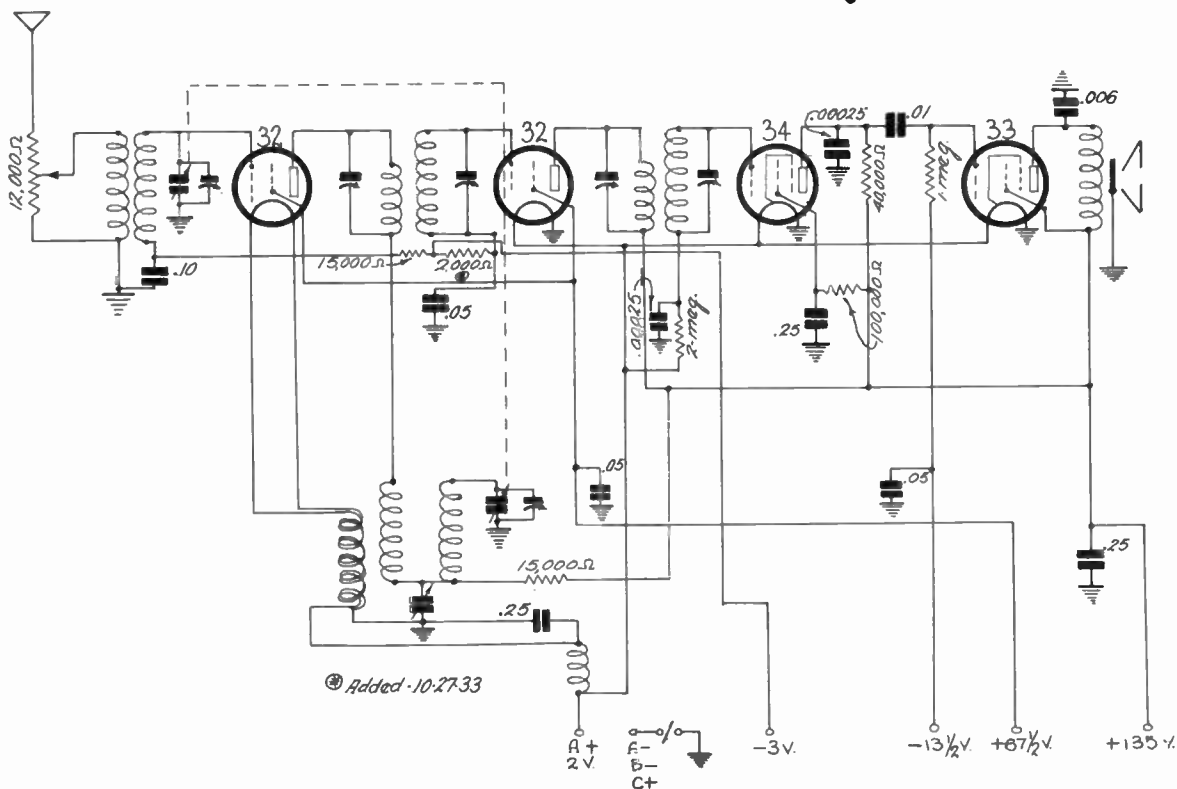 .006
.00025
.01
32
32
34
33
12,000Ω
40,000Ω
1 meg.
.10
15,000Ω
2,000Ω
.05
.00025
2-meg.
.25
100,000Ω
.05
.05
15,000Ω
.25
.25
⊛ Added-10-27-33
A+
2V.
A-
B-
C+
-3V.
-13½V.
+67½V.
+135V.